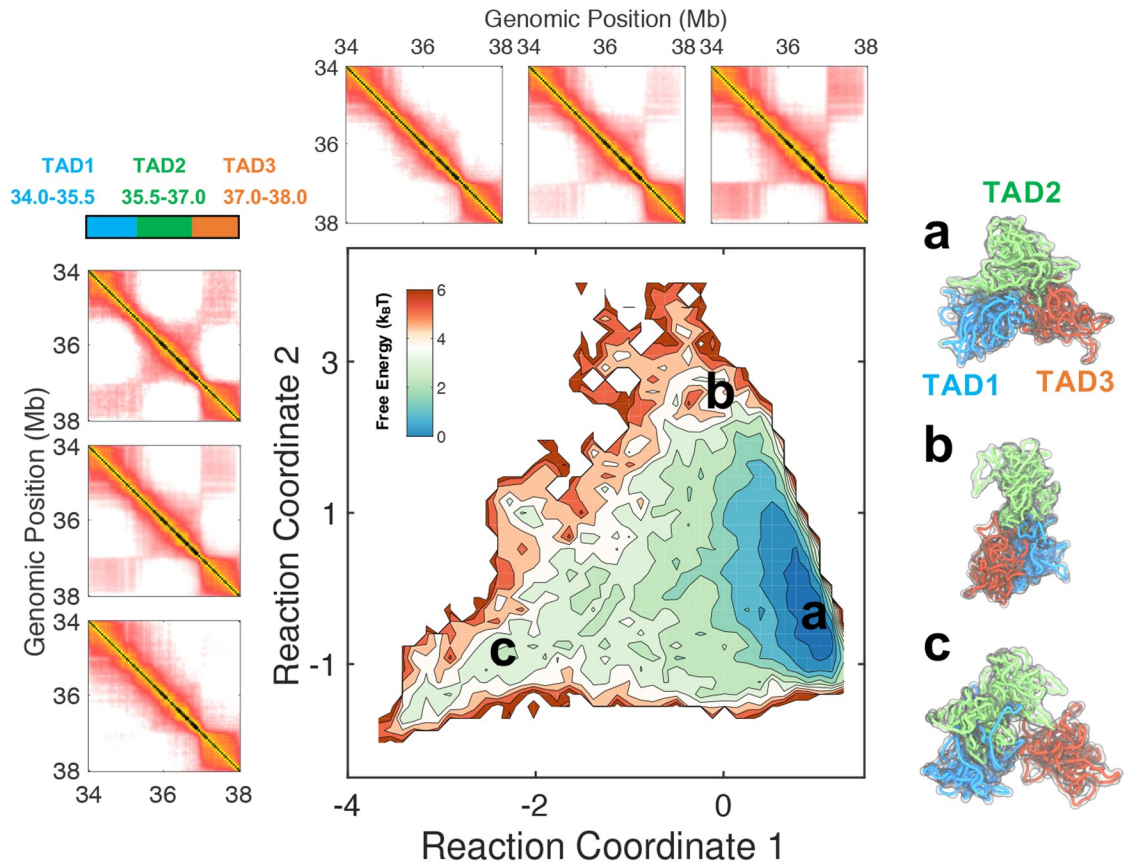 Genomic Position (Mb)
34 36 38 34 36 38 34 36 38
34
36
38
TAD1 TAD2 TAD3
34.0-35.5 35.5-37.0 37.0-38.0
Genomic Position (Mb)
34
36
38
34
36
38
34
36
38
34 36 38
Free Energy (kBT)
6
4
2
0
Reaction Coordinate 2
3
1
-1
b
a
c
-4 -2 0
Reaction Coordinate 1
TAD2
a
TAD1 TAD3
b
c